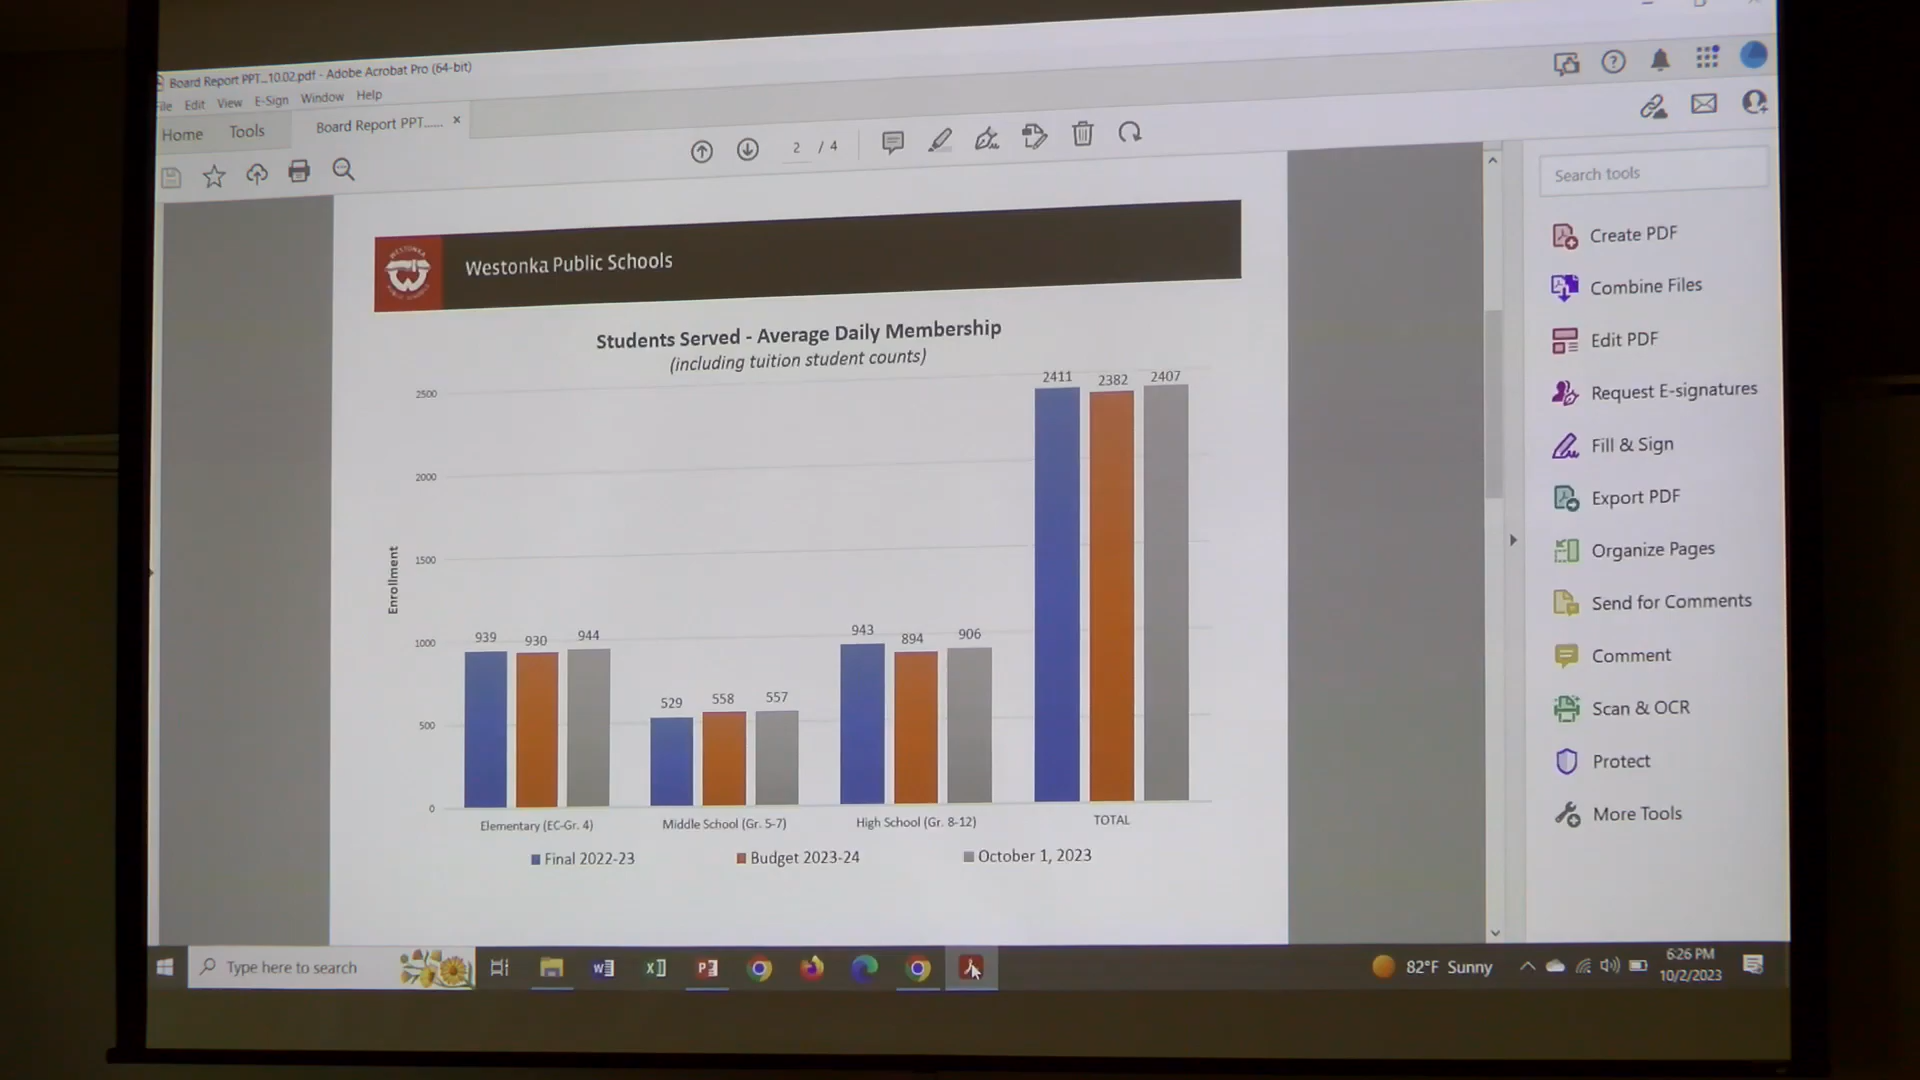 Board Report PPT_10.02.pdf - Adobe Acrobat Pro (64-bit)
File Edit View E-Sign Window Help
Home Tools Board Report PPT...... ×
2 / 4
Search tools
Create PDF
Combine Files
Edit PDF
Request E-signatures
Fill & Sign
Export PDF
Organize Pages
Send for Comments
Comment
Scan & OCR
Protect
More Tools
WESTONKA
PUBLIC SCHOOLS
Westonka Public Schools
Students Served - Average Daily Membership
(including tuition student counts)
Enrollment
2500
2000
1500
1000
500
0
939 930 944
529 558 557
943 894 906
2411 2382 2407
Elementary (EC-Gr. 4) Middle School (Gr. 5-7) High School (Gr. 8-12) TOTAL
Final 2022-23 Budget 2023-24 October 1, 2023
Type here to search
82°F Sunny
6:26 PM
10/2/2023